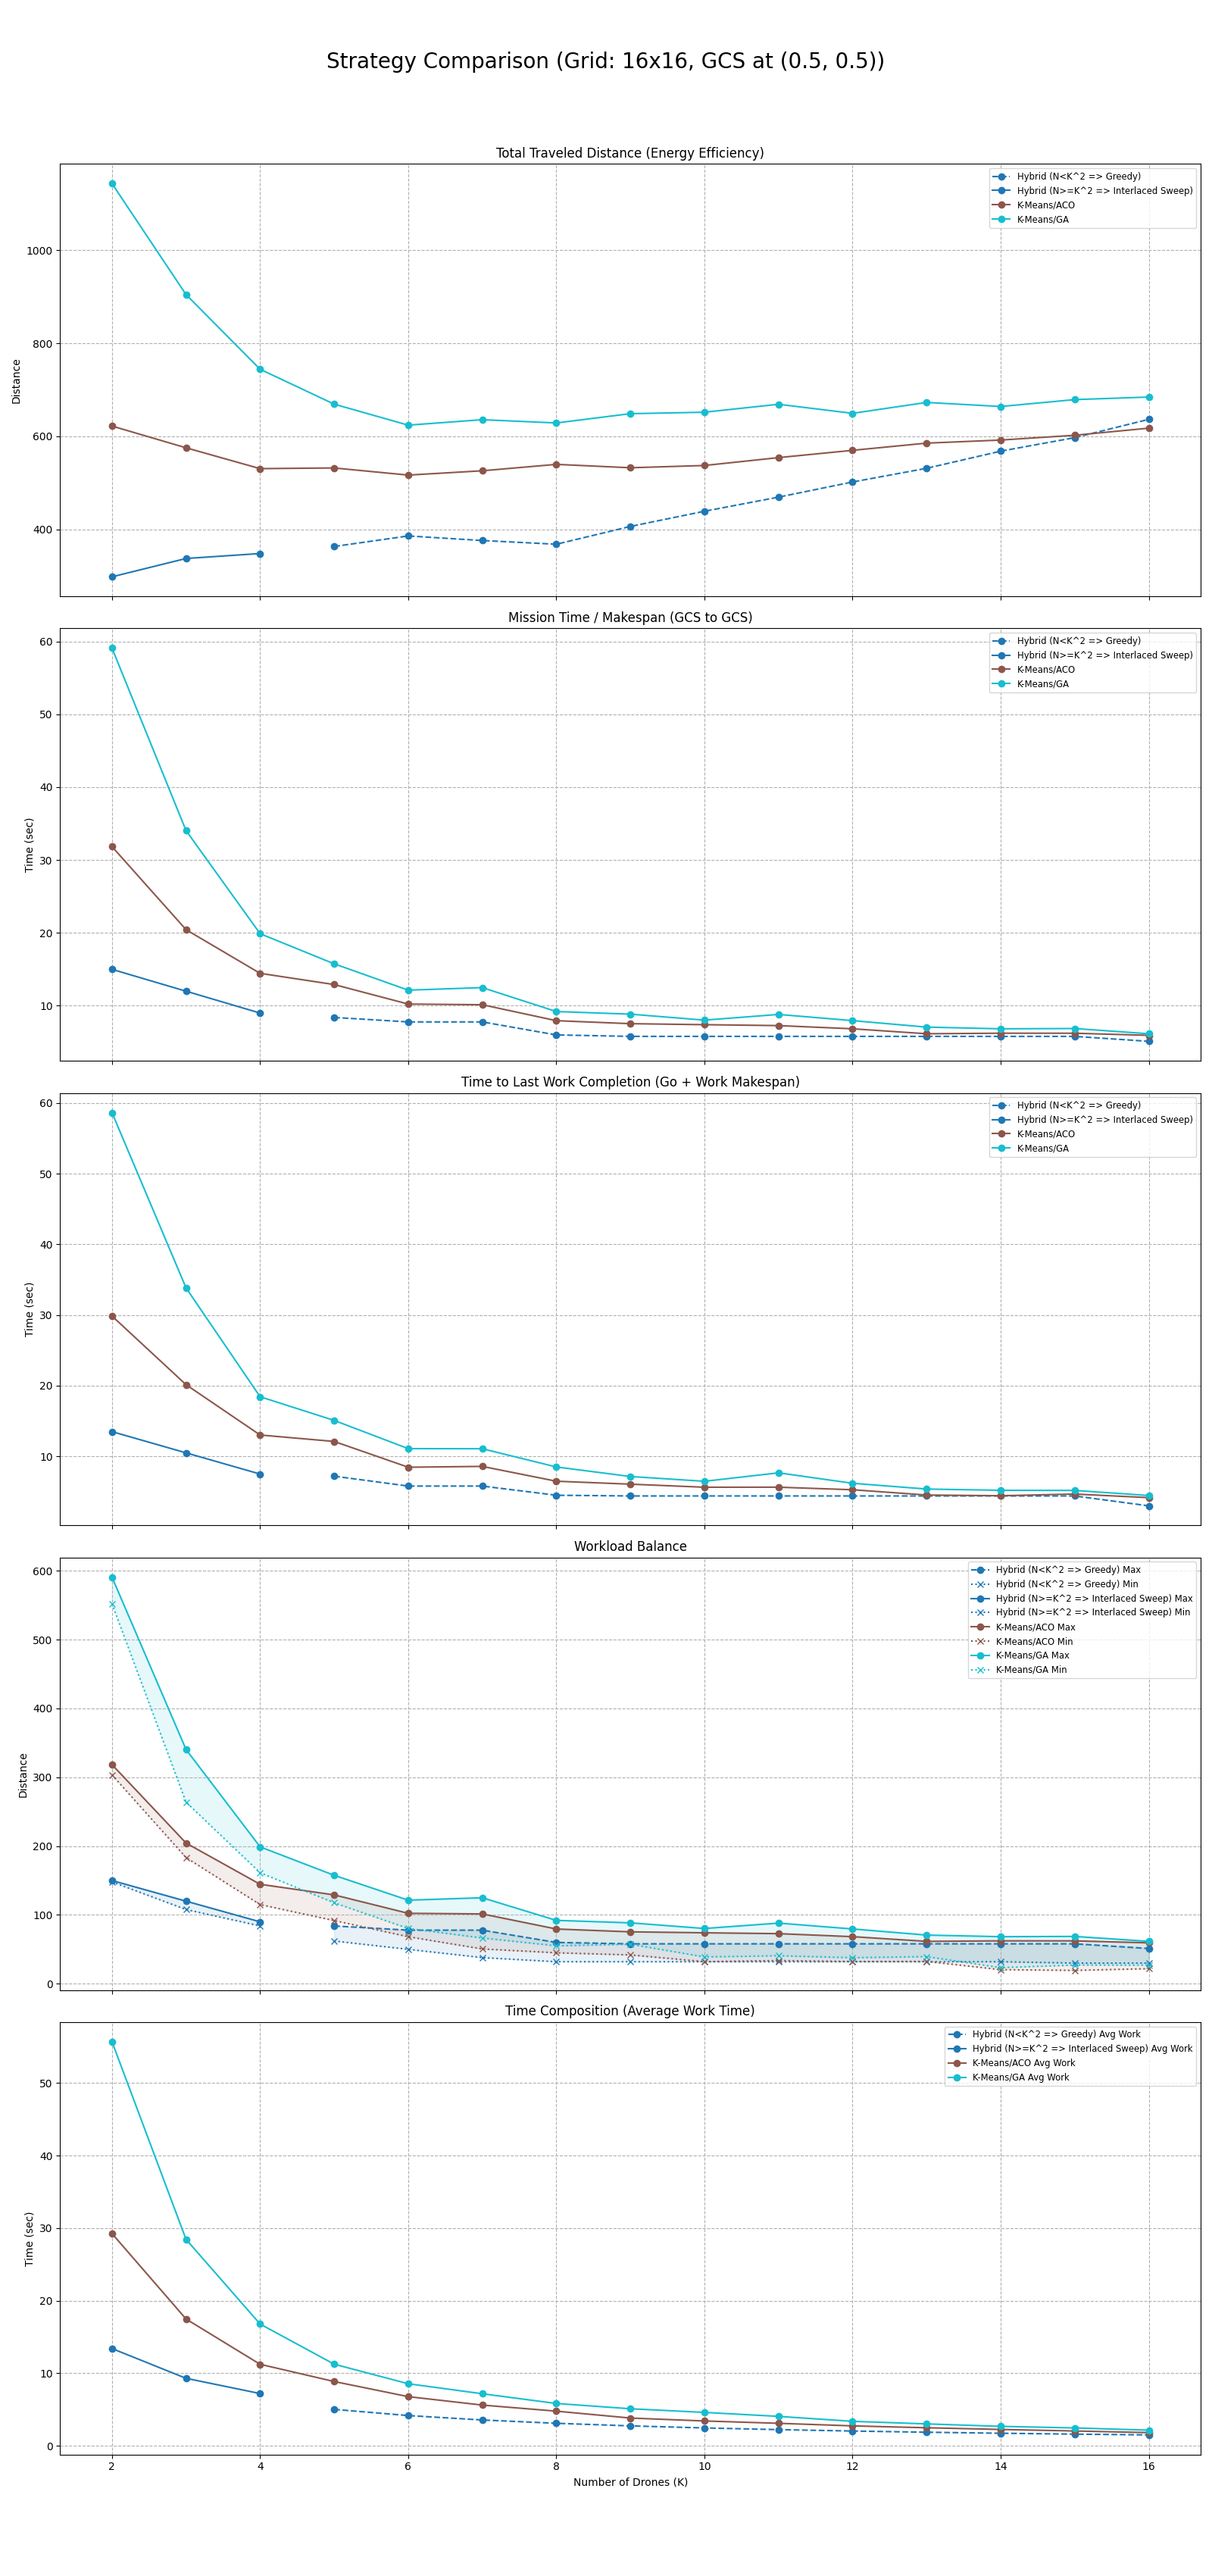 Strategy Comparison (Grid: 16x16, GCS at (0.5, 0.5))
Total Traveled Distance (Energy Efficiency)
Hybrid (N<K^2 => Greedy)
Hybrid (N>=K^2 => Interlaced Sweep)
K-Means/ACO
K-Means/GA
1000
800
600
400
Distance
Mission Time / Makespan (GCS to GCS)
Hybrid (N<K^2 => Greedy)
Hybrid (N>=K^2 => Interlaced Sweep)
K-Means/ACO
K-Means/GA
60
50
40
30
20
10
Time (sec)
Time to Last Work Completion (Go + Work Makespan)
Hybrid (N<K^2 => Greedy)
Hybrid (N>=K^2 => Interlaced Sweep)
K-Means/ACO
K-Means/GA
60
50
40
30
20
10
Time (sec)
Workload Balance
Hybrid (N<K^2 => Greedy) Max
Hybrid (N<K^2 => Greedy) Min
Hybrid (N>=K^2 => Interlaced Sweep) Max
Hybrid (N>=K^2 => Interlaced Sweep) Min
K-Means/ACO Max
K-Means/ACO Min
K-Means/GA Max
K-Means/GA Min
600
500
400
300
200
100
0
Distance
Time Composition (Average Work Time)
Hybrid (N<K^2 => Greedy) Avg Work
Hybrid (N>=K^2 => Interlaced Sweep) Avg Work
K-Means/ACO Avg Work
K-Means/GA Avg Work
50
40
30
20
10
0
Time (sec)
2 4 6 8 10 12 14 16
Number of Drones (K)